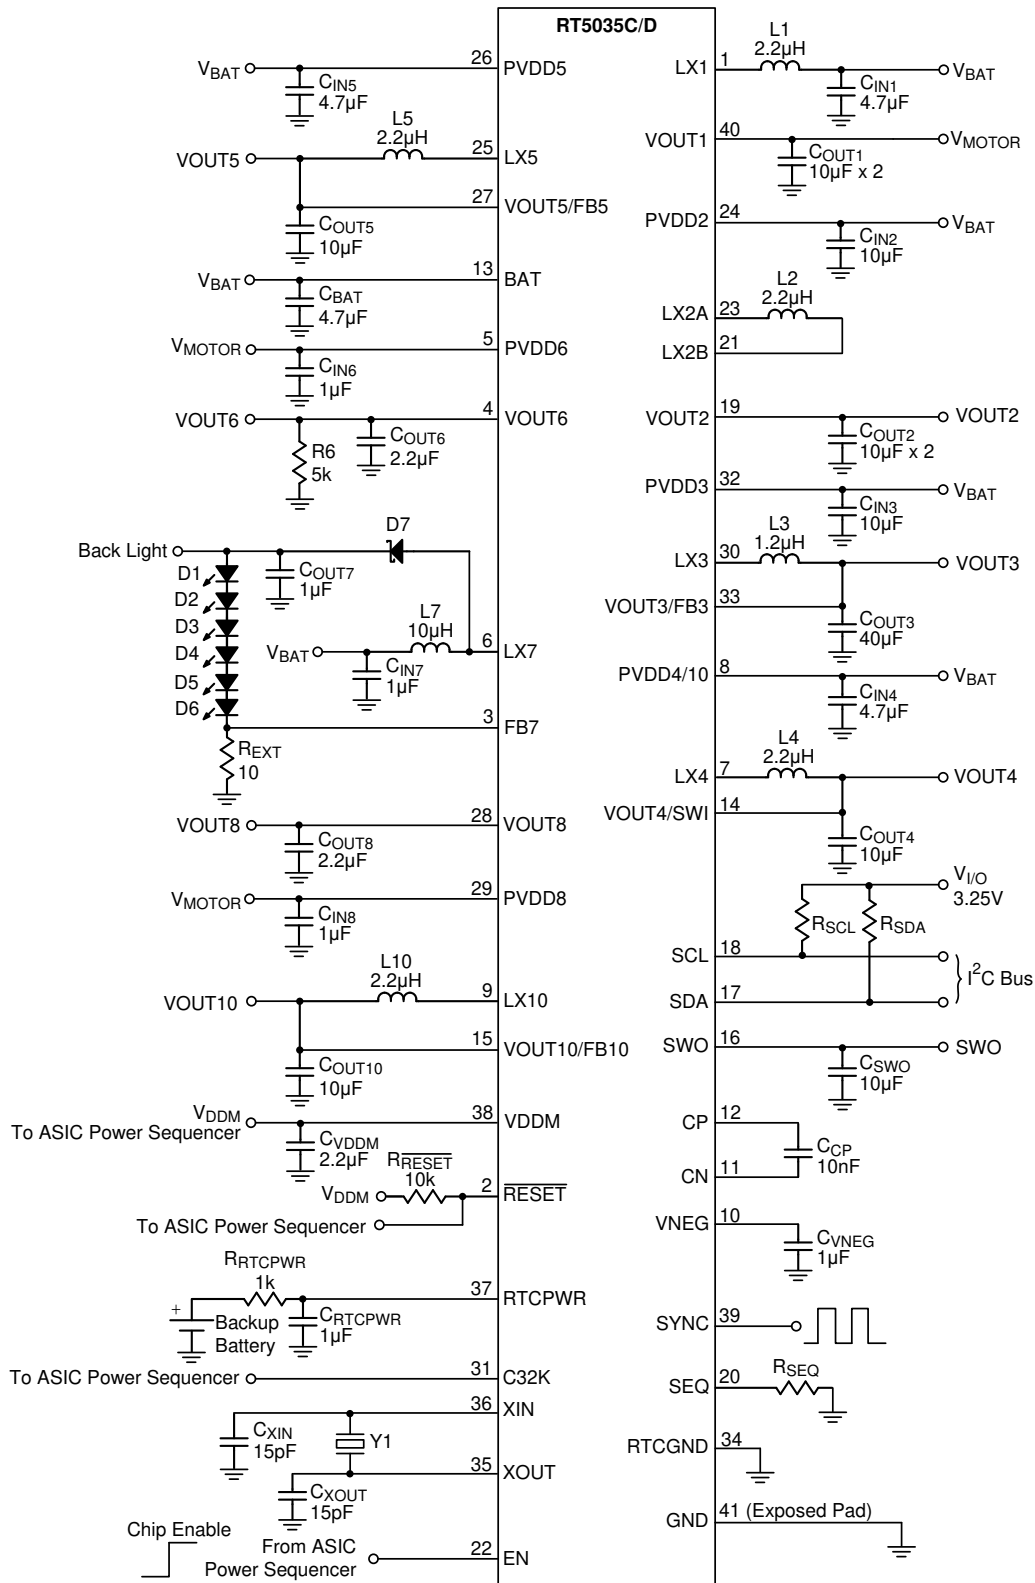 RT5035C/D
VBAT
CIN5
4.7µF
26
PVDD5
L5
2.2µH
VOUT5
25
LX5
27
VOUT5/FB5
COUT5
10µF
VBAT
13
BAT
CBAT
4.7µF
VMOTOR
5
PVDD6
CIN6
1µF
VOUT6
4
VOUT6
COUT6
2.2µF
R6
5k
D7
Back Light
COUT7
1µF
D1
D2
D3
D4
D5
D6
L7
10µH
VBAT
6
LX7
CIN7
1µF
3
FB7
REXT
10
VOUT8
28
VOUT8
COUT8
2.2µF
VMOTOR
29
PVDD8
CIN8
1µF
L10
2.2µH
VOUT10
9
LX10
15
VOUT10/FB10
COUT10
10µF
VDDM
To ASIC Power Sequencer
38
VDDM
CVDDM
2.2µF
RRESET
10k
VDDM
2
RESET
To ASIC Power Sequencer
RRTCPWR
1k
37
RTCPWR
+
Backup
Battery
CRTCPWR
1µF
To ASIC Power Sequencer
31
C32K
36
XIN
CXIN
15pF
Y1
35
XOUT
CXOUT
15pF
Chip Enable
From ASIC
Power Sequencer
22
EN
L1
2.2µH
LX1
1
VBAT
CIN1
4.7µF
VOUT1
40
VMOTOR
COUT1
10µF x 2
PVDD2
24
VBAT
CIN2
10µF
L2
2.2µH
LX2A
23
LX2B
21
VOUT2
19
VOUT2
COUT2
10µF x 2
PVDD3
32
VBAT
CIN3
10µF
L3
1.2µH
LX3
30
VOUT3
VOUT3/FB3
33
COUT3
40µF
PVDD4/10
8
VBAT
CIN4
4.7µF
L4
2.2µH
LX4
7
VOUT4
VOUT4/SWI
14
COUT4
10µF
VI/O
3.25V
RSCL
RSDA
SCL
18
I²C Bus
SDA
17
SWO
16
SWO
CSWO
10µF
CP
12
CCP
10nF
CN
11
VNEG
10
CVNEG
1µF
SYNC
39
SEQ
20
RSEQ
RTCGND
34
GND
41 (Exposed Pad)